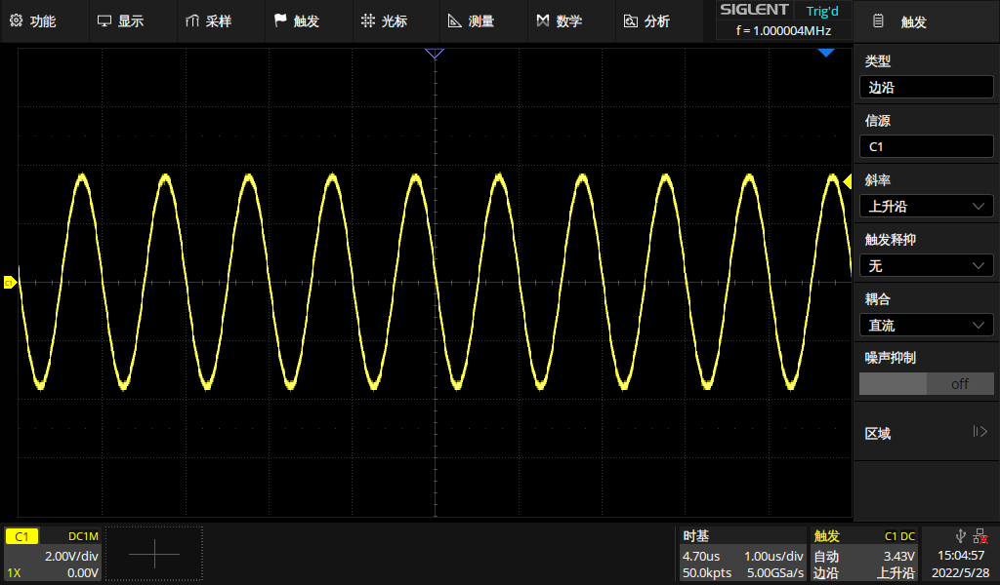 功能 显示 采样 触发 光标 测量 数学 分析 SIGLENT Trig'd
f = 1.000004MHz
触发
类型
边沿
信源
C1
斜率
上升沿
触发释抑
无
耦合
直流
噪声抑制
off
区域
C1
C1 DC1M
2.00V/div
1X 0.00V
时基
4.70us 1.00us/div
50.0kpts 5.00GSa/s
触发 C1 DC
自动 3.43V
边沿 上升沿
15:04:57
2022/5/28